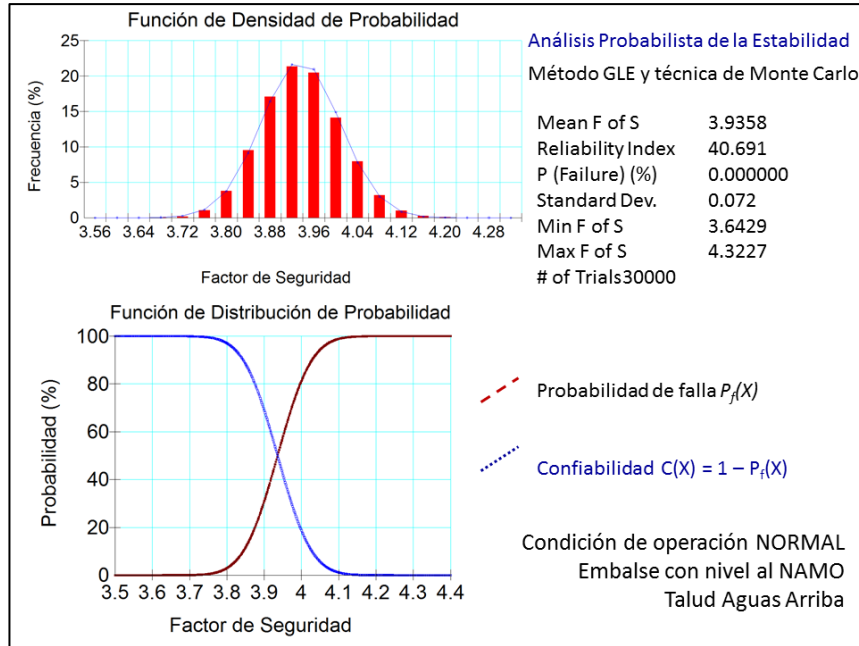 Función de Densidad de Probabilidad
25
20
15
10
5
0
Frecuencia (%)
3.56 3.64 3.72 3.80 3.88 3.96 4.04 4.12 4.20 4.28
Factor de Seguridad
Análisis Probabilista de la Estabilidad
Método GLE y técnica de Monte Carlo
Mean F of S 3.9358
Reliability Index 40.691
P (Failure) (%) 0.000000
Standard Dev. 0.072
Min F of S 3.6429
Max F of S 4.3227
# of Trials30000
Función de Distribución de Probabilidad
100
80
60
40
20
0
Probabilidad (%)
3.5 3.6 3.7 3.8 3.9 4 4.1 4.2 4.3 4.4
Factor de Seguridad
Probabilidad de falla Pf(X)
Confiabilidad C(X) = 1 – Pf(X)
Condición de operación NORMAL
Embalse con nivel al NAMO
Talud Aguas Arriba